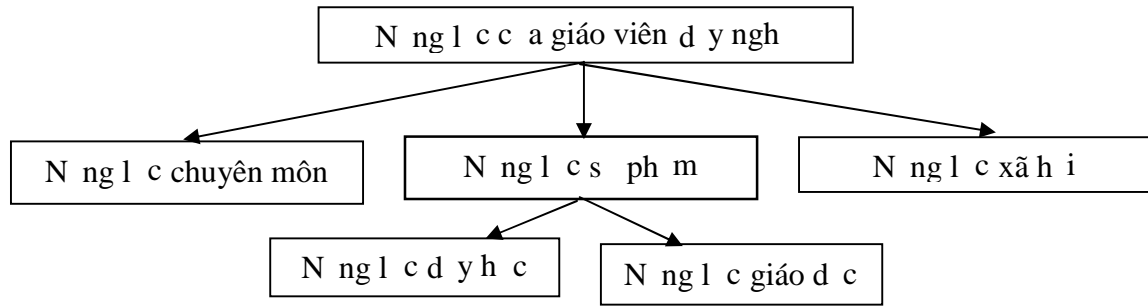 N ng l c c a giáo viên d y ngh
N ng l c chuyên môn
N ng l c s ph m
N ng l c xã h i
N ng l c d y h c
N ng l c giáo d c